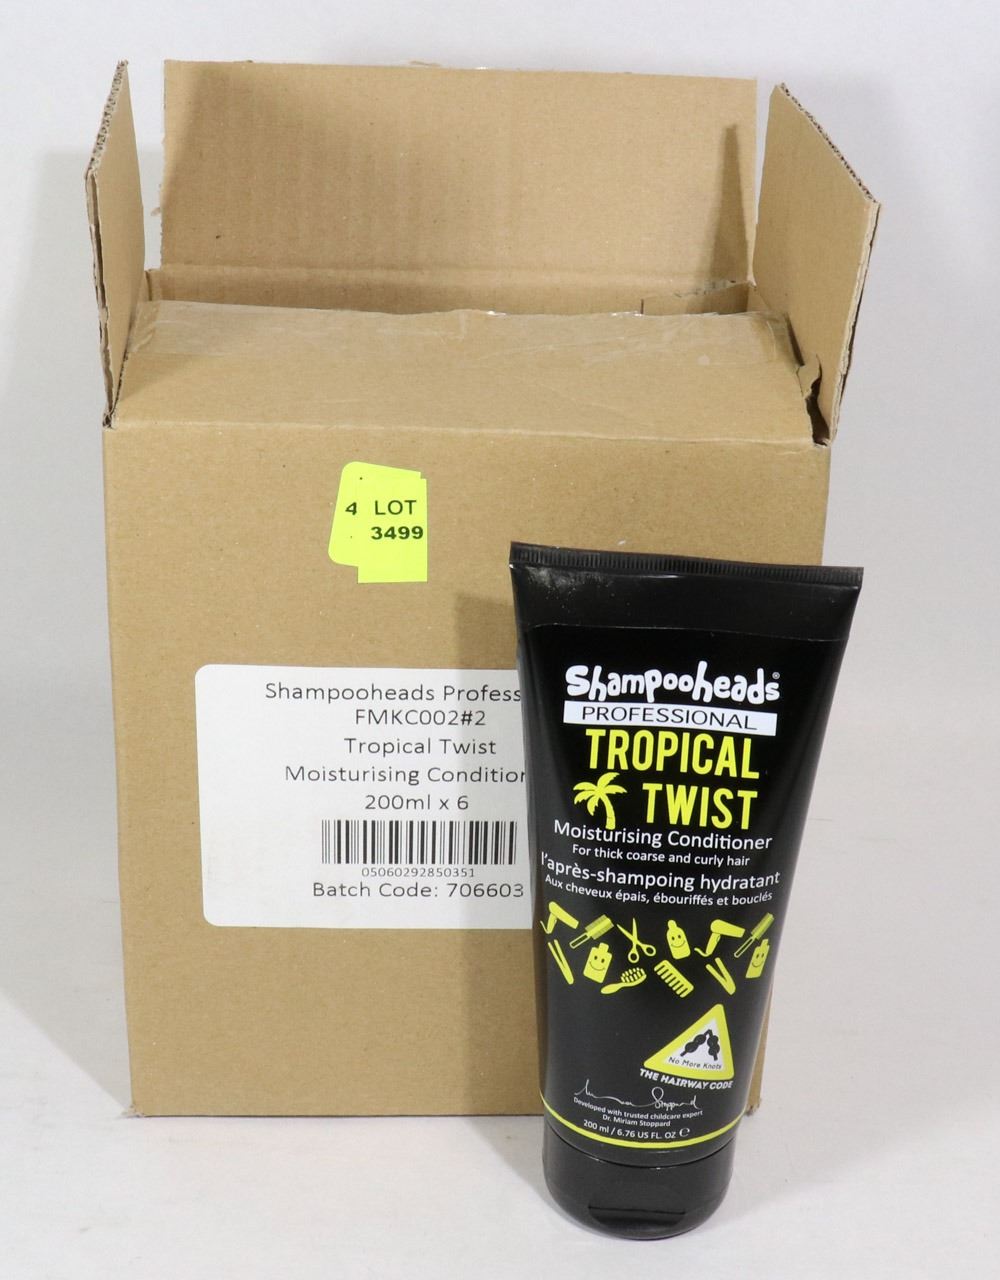 4 LOT
3499
Shampooheads Profess
FMKC002#2
Tropical Twist
Moisturising Condition
200ml x 6
05060292850351
Batch Code: 706603
Shampooheads®
PROFESSIONAL
TROPICAL
TWIST
Moisturising Conditioner
For thick coarse and curly hair
l'après-shampoing hydratant
Aux cheveux épais, ébouriffés et bouclés
No More Knots
THE HAIRWAY CODE
Developed with trusted childcare expert
Dr. Miriam Stoppard
200 ml / 6.76 US FL. OZ ℮